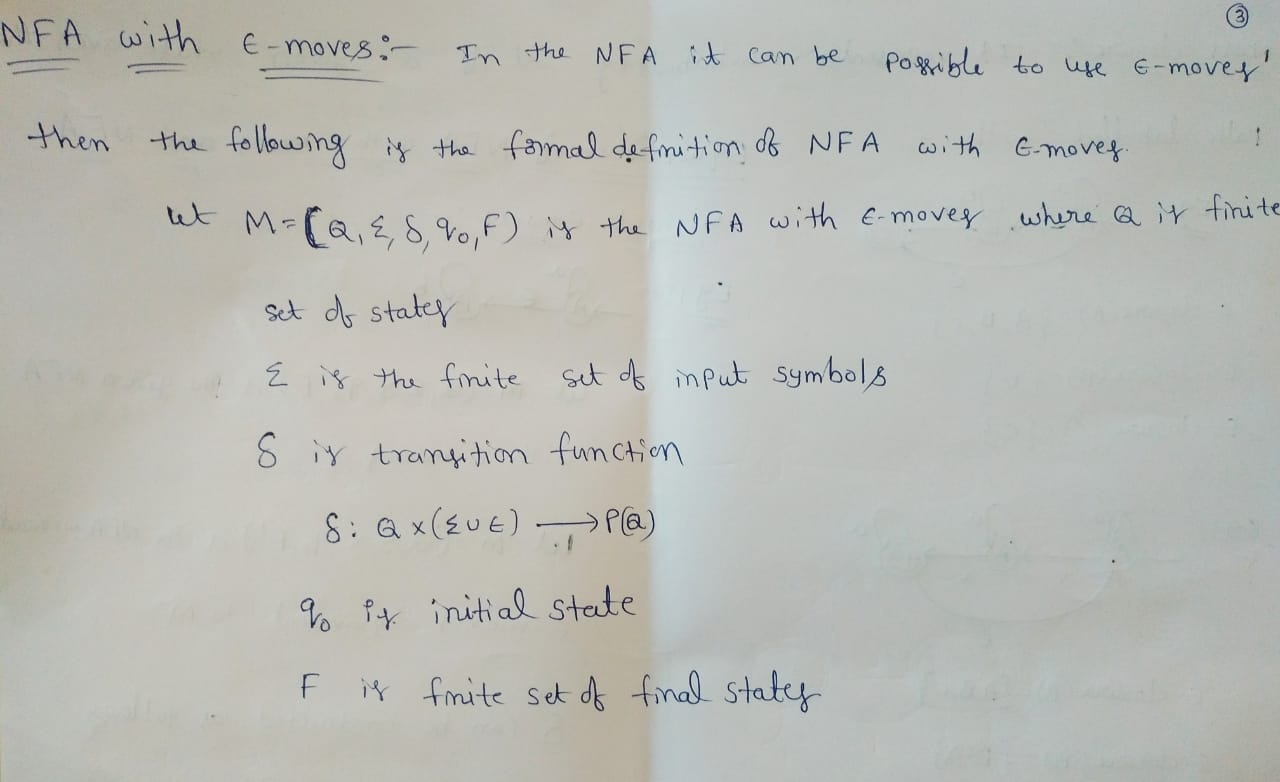 ③
NFA with ε-moves:- In the NFA it can be possible to use ε-moves'
then the following is the formal definition of NFA with ε-moves.
let M=(Q, Σ, δ, q₀, F) is the NFA with ε-moves where Q is finite
set of states
Σ is the finite set of input symbols
δ is transition function
δ: Q x(Σ∪ε) ⟶ P(Q)
q₀ is initial state
F is finite set of final states